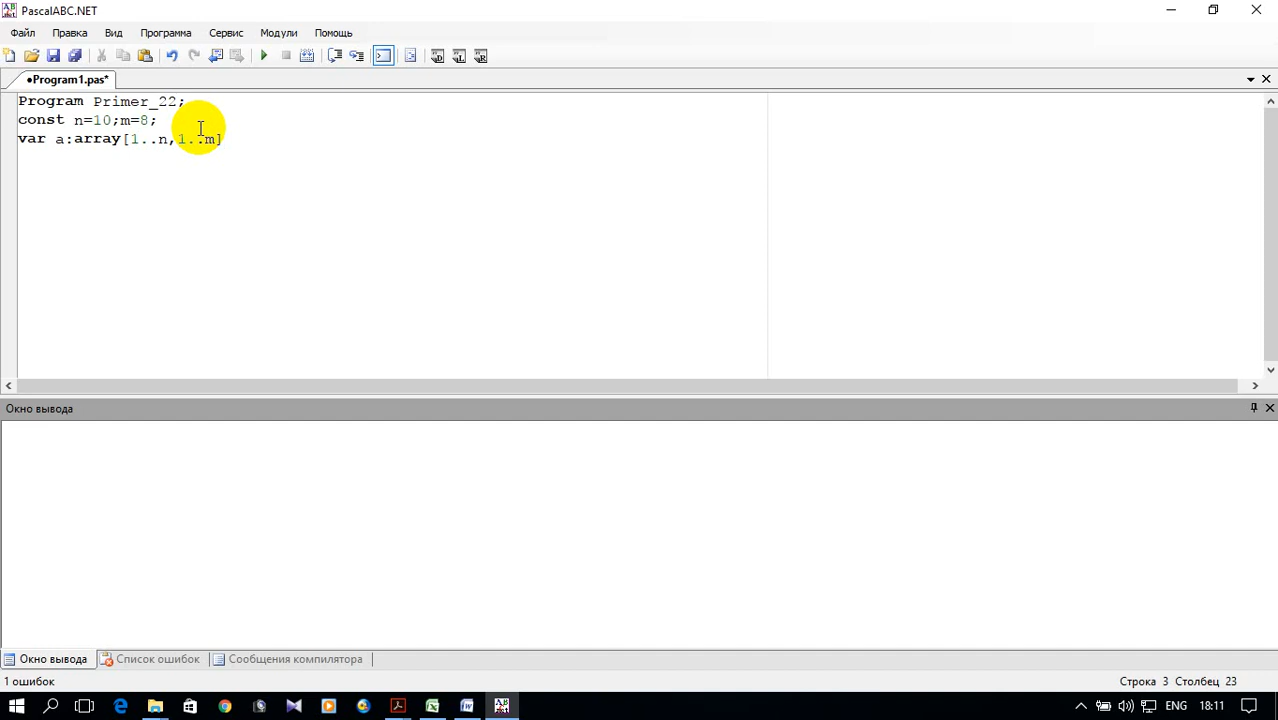 PascalABC.NET
Файл Правка Вид Программа Сервис Модули Помощь
•Program1.pas*
Program Primer_22;
const n=10;m=8;
var a:array[1..n,1..m]
Окно вывода
Окно вывода Список ошибок Сообщения компилятора
1 ошибок Строка 3 Столбец 23
ENG 18:11